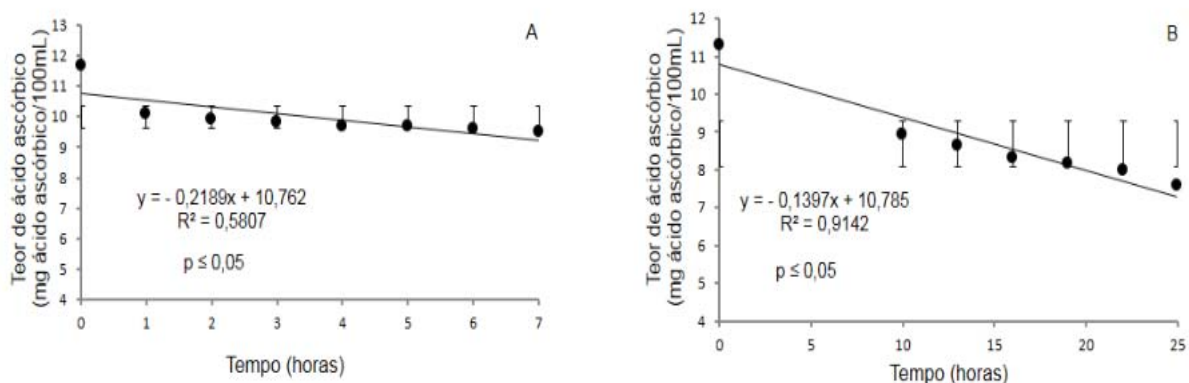 A
Teor de ácido ascórbico
(mg ácido ascórbico/100mL)
13
12
11
10
9
8
7
6
5
4
y = - 0,2189x + 10,762
R² = 0,5807
p ≤ 0,05
0 1 2 3 4 5 6 7
Tempo (horas)
B
Teor de ácido ascórbico
(mg ácido ascórbico/100mL)
12
11
10
9
8
7
6
5
4
y = - 0,1397x + 10,785
R² = 0,9142
p ≤ 0,05
0 5 10 15 20 25
Tempo (horas)